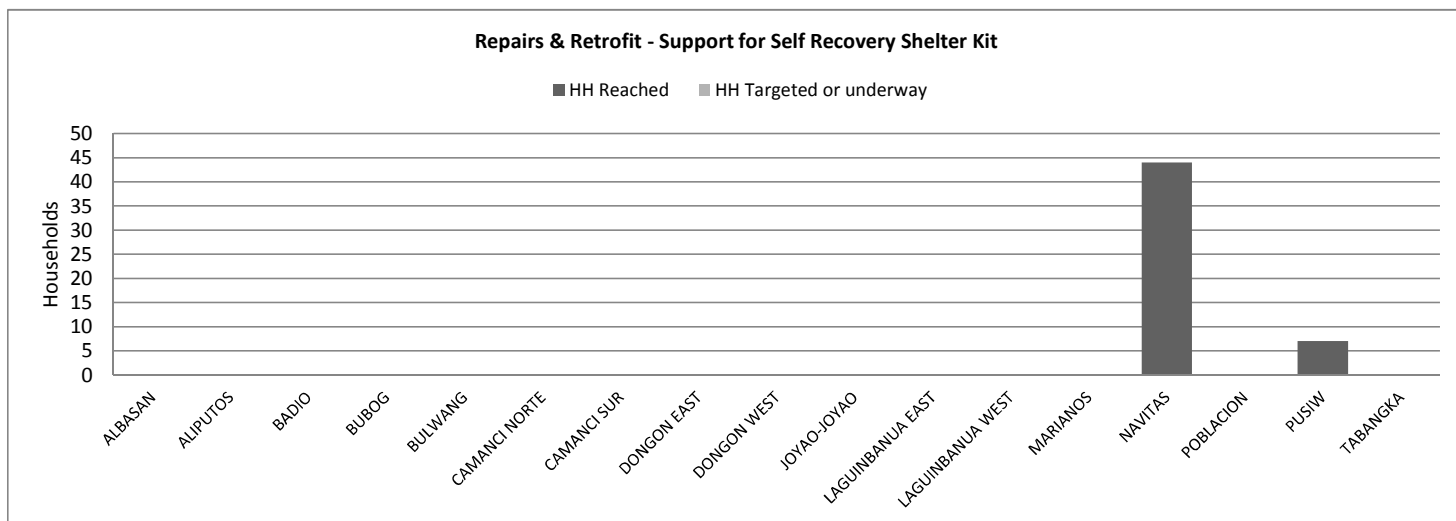 Repairs & Retrofit - Support for Self Recovery Shelter Kit
HH Reached HH Targeted or underway
Households
50
45
40
35
30
25
20
15
10
5
0
ALBASAN
ALIPUTOS
BADIO
BUBOG
BULWANG
CAMANCI NORTE
CAMANCI SUR
DONGON EAST
DONGON WEST
JOYAO-JOYAO
LAGUINBANUA EAST
LAGUINBANUA WEST
MARIANOS
NAVITAS
POBLACION
PUSIW
TABANGKA